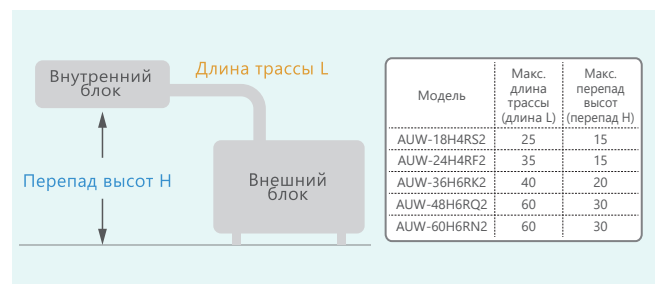 Длина трассы L
Внутренний
блок
Перепад высот H
Внешний
блок
Модель
Макс.
длина
трассы
(длина L)
Макс.
перепад
высот
(перепад H)
AUW-18H4RS2 25 15
AUW-24H4RF2 35 15
AUW-36H6RK2 40 20
AUW-48H6RQ2 60 30
AUW-60H6RN2 60 30